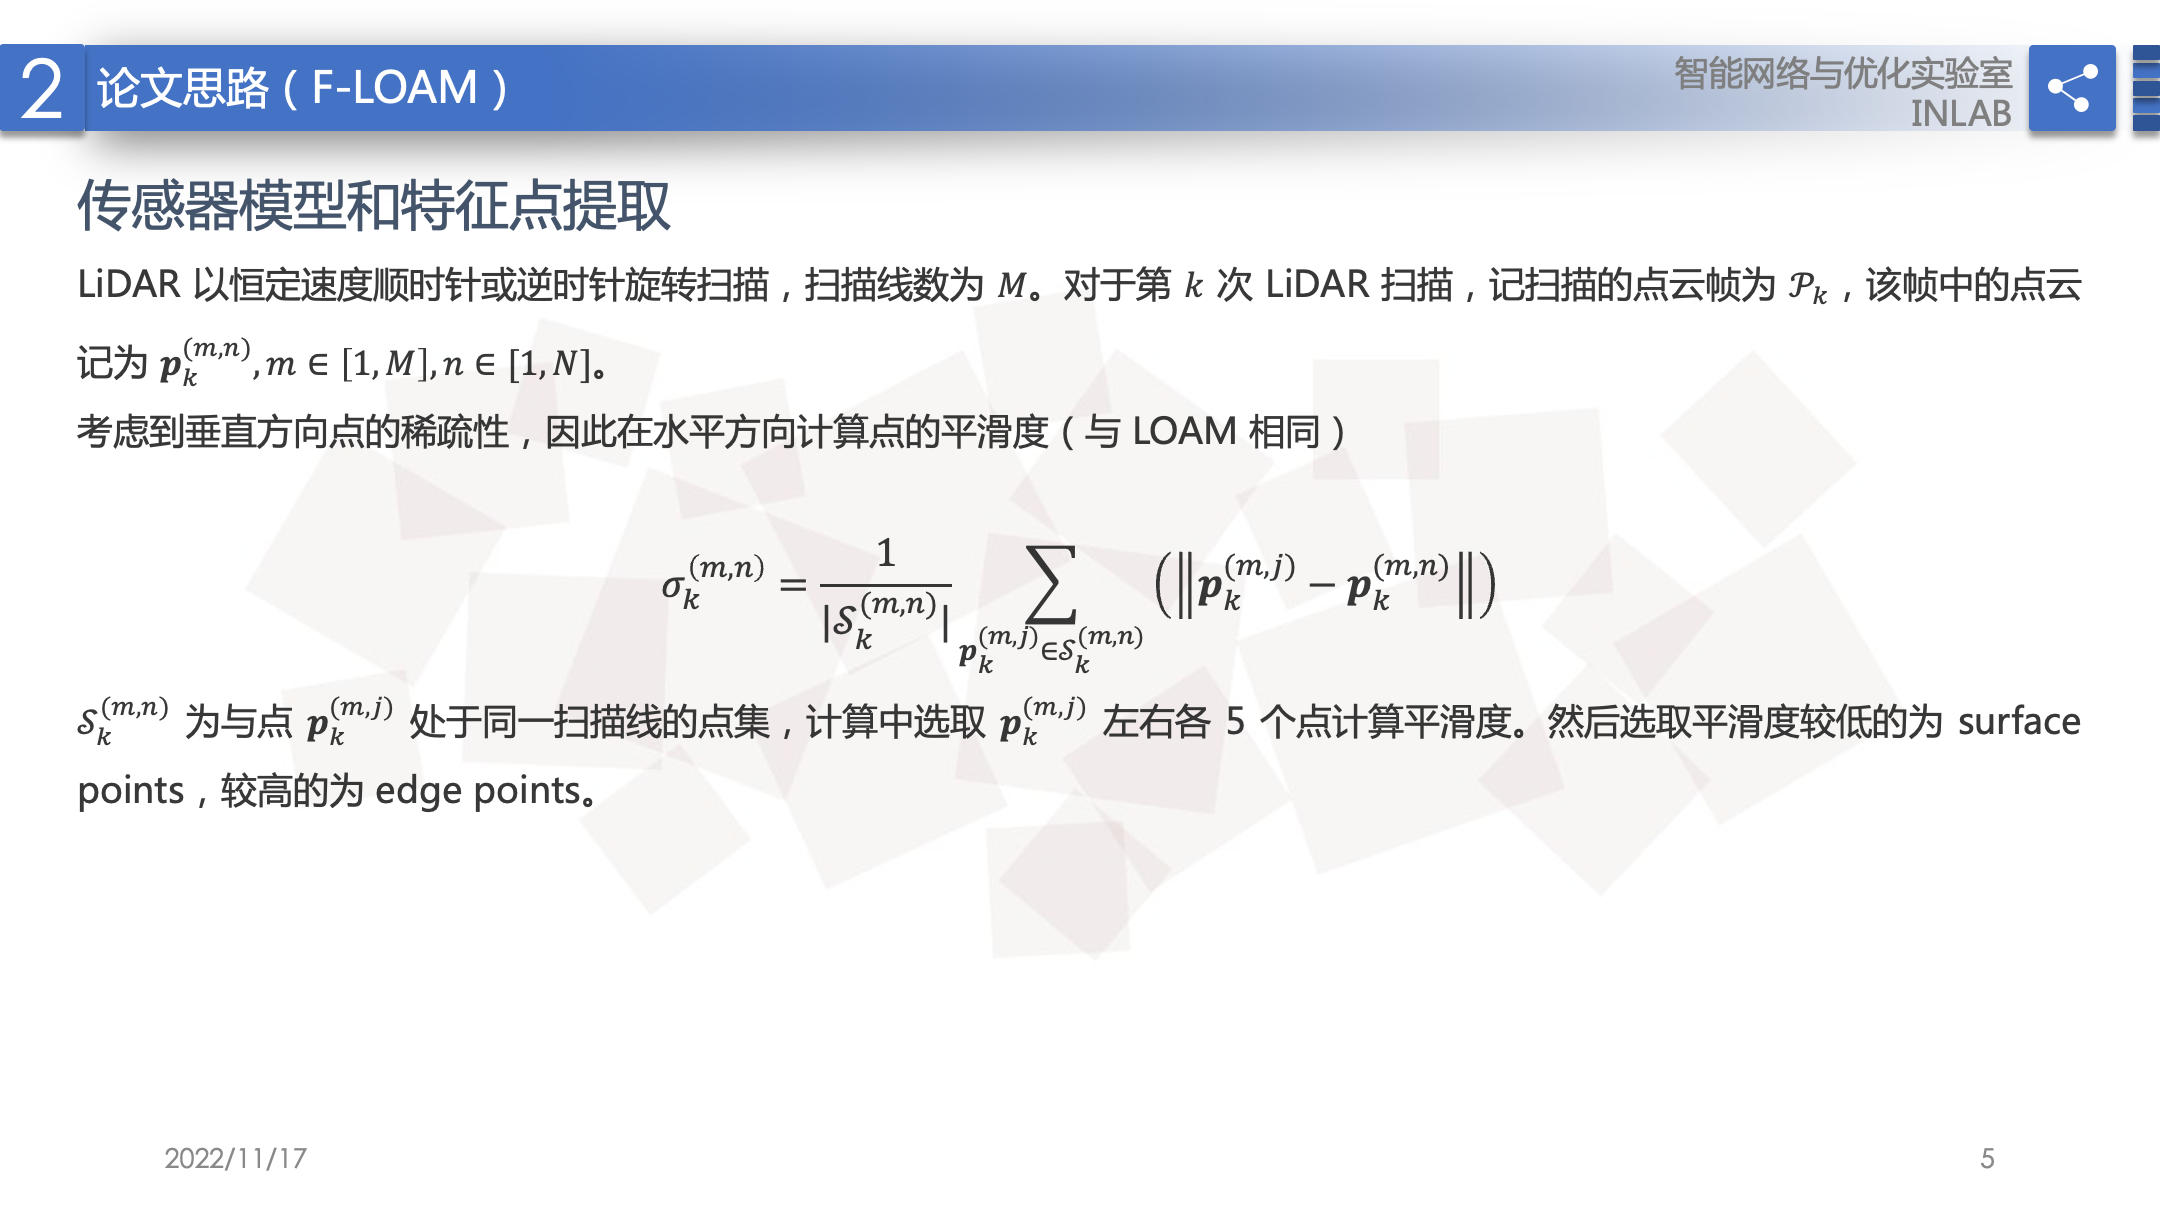 2 论文思路（F-LOAM）
智能网络与优化实验室
INLAB
传感器模型和特征点提取
LiDAR 以恒定速度顺时针或逆时针旋转扫描，扫描线数为 $M$。对于第 $k$ 次 LiDAR 扫描，记扫描的点云帧为 $\mathcal{P}_k$，该帧中的点云
记为 $\boldsymbol{p}_k^{(m,n)}, m \in [1, M], n \in [1, N]$。
考虑到垂直方向点的稀疏性，因此在水平方向计算点的平滑度（与 LOAM 相同）
$\sigma_k^{(m,n)} = \frac{1}{|\mathcal{S}_k^{(m,n)}|} \sum_{\boldsymbol{p}_k^{(m,j)} \in \mathcal{S}_k^{(m,n)}} \left( \left\| \boldsymbol{p}_k^{(m,j)} - \boldsymbol{p}_k^{(m,n)} \right\| \right)$
$\mathcal{S}_k^{(m,n)}$ 为与点 $\boldsymbol{p}_k^{(m,j)}$ 处于同一扫描线的点集，计算中选取 $\boldsymbol{p}_k^{(m,j)}$ 左右各 5 个点计算平滑度。然后选取平滑度较低的为 surface
points，较高的为 edge points。
2022/11/17
5